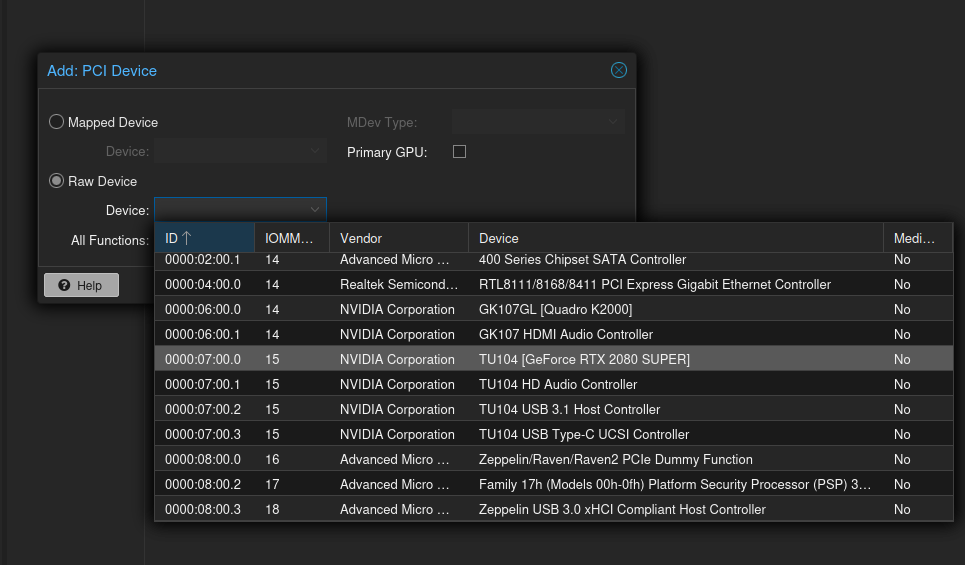 Add: PCI Device
Mapped Device
MDev Type:
Device:
Primary GPU:
Raw Device
Device:
All Functions:
Help
ID IOMM... Vendor Device Medi...
0000:02:00.1 14 Advanced Micro ... 400 Series Chipset SATA Controller No
0000:04:00.0 14 Realtek Semicond... RTL8111/8168/8411 PCI Express Gigabit Ethernet Controller No
0000:06:00.0 14 NVIDIA Corporation GK107GL [Quadro K2000] No
0000:06:00.1 14 NVIDIA Corporation GK107 HDMI Audio Controller No
0000:07:00.0 15 NVIDIA Corporation TU104 [GeForce RTX 2080 SUPER] No
0000:07:00.1 15 NVIDIA Corporation TU104 HD Audio Controller No
0000:07:00.2 15 NVIDIA Corporation TU104 USB 3.1 Host Controller No
0000:07:00.3 15 NVIDIA Corporation TU104 USB Type-C UCSI Controller No
0000:08:00.0 16 Advanced Micro ... Zeppelin/Raven/Raven2 PCIe Dummy Function No
0000:08:00.2 17 Advanced Micro ... Family 17h (Models 00h-0fh) Platform Security Processor (PSP) 3... No
0000:08:00.3 18 Advanced Micro ... Zeppelin USB 3.0 xHCI Compliant Host Controller No